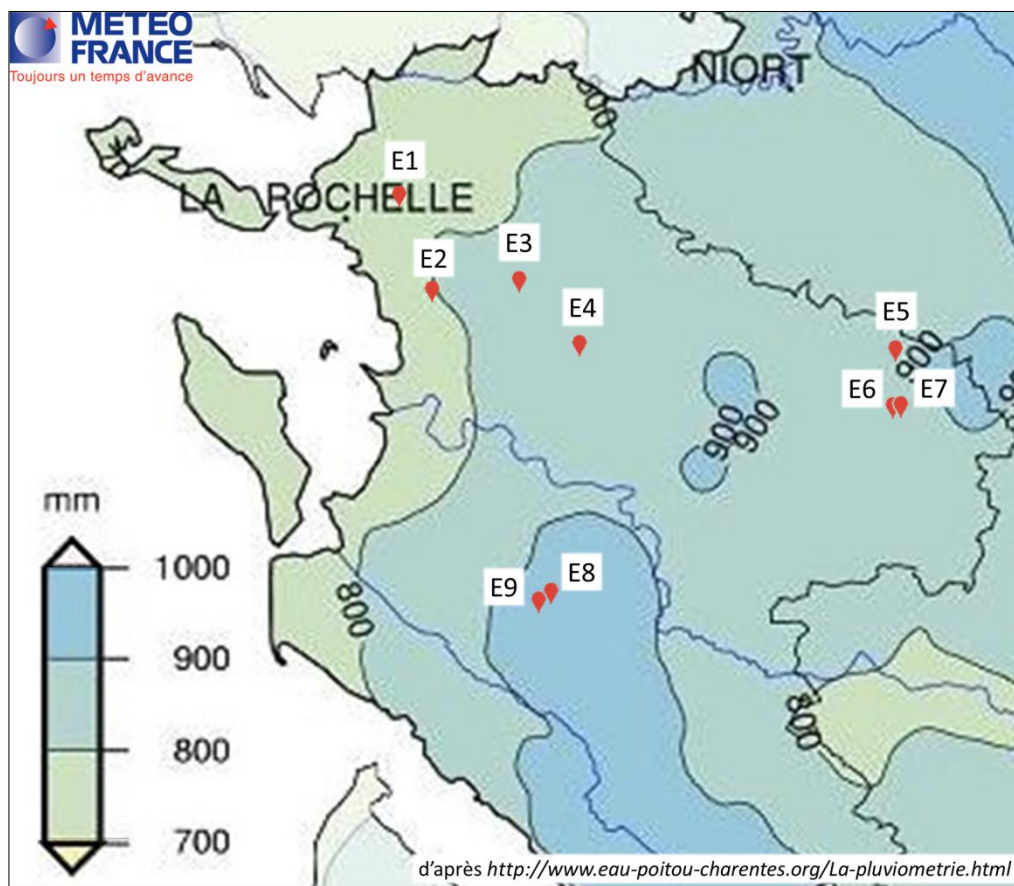 METEO
FRANCE
Toujours un temps d'avance
NIORT
900
E1
LA ROCHELLE
E2
E3
E4
E5
900
E6
E7
900
900
mm
1000
900
800
700
E9
E8
800
800
d'après http://www.eau-poitou-charentes.org/La-pluviometrie.html